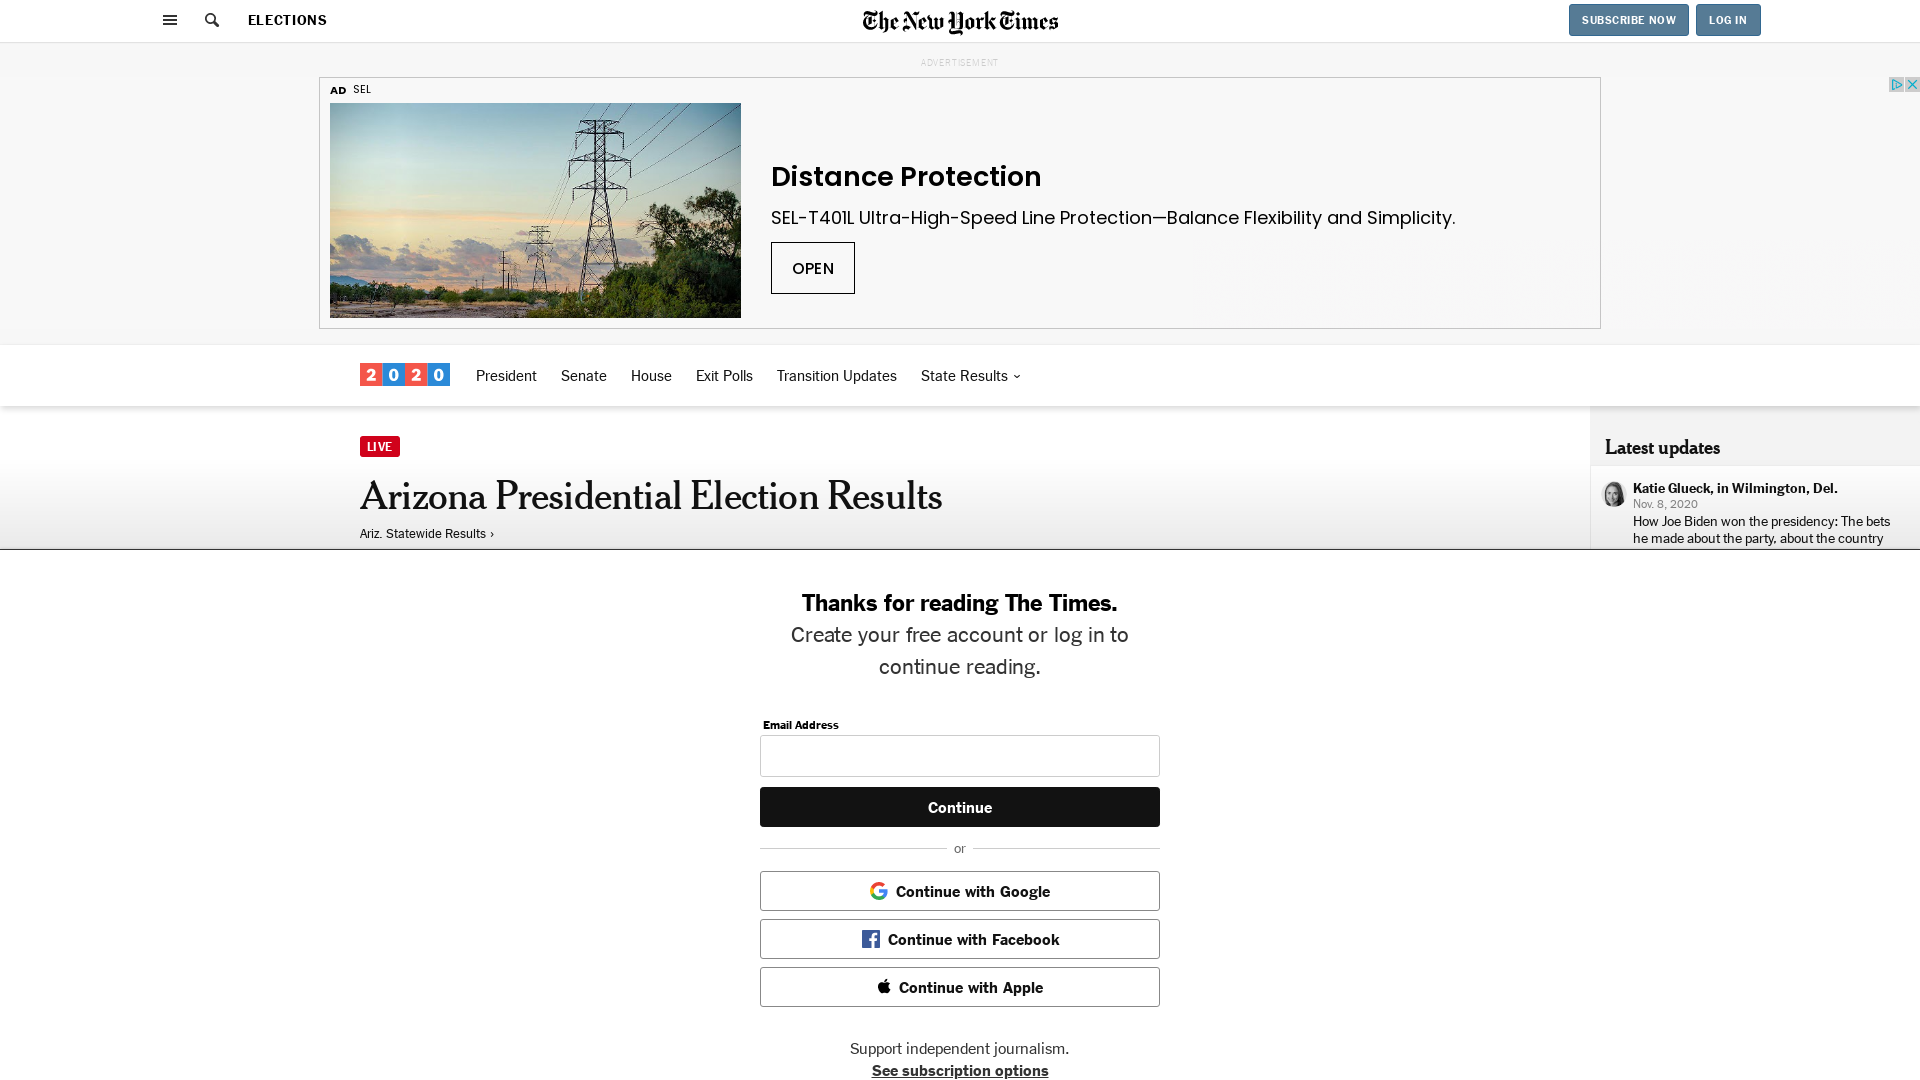 ELECTIONS
The New York Times
SUBSCRIBE NOW
LOG IN
ADVERTISEMENT
AD SEL
Distance Protection
SEL-T401L Ultra-High-Speed Line Protection—Balance Flexibility and Simplicity.
OPEN
2020
President
Senate
House
Exit Polls
Transition Updates
State Results
LIVE
Arizona Presidential Election Results
Ariz. Statewide Results ›
Latest updates
Katie Glueck, in Wilmington, Del.
Nov. 8, 2020
How Joe Biden won the presidency: The bets
he made about the party, about the country
Thanks for reading The Times.
Create your free account or log in to
continue reading.
Email Address
Continue
or
Continue with Google
Continue with Facebook
Continue with Apple
Support independent journalism.
See subscription options